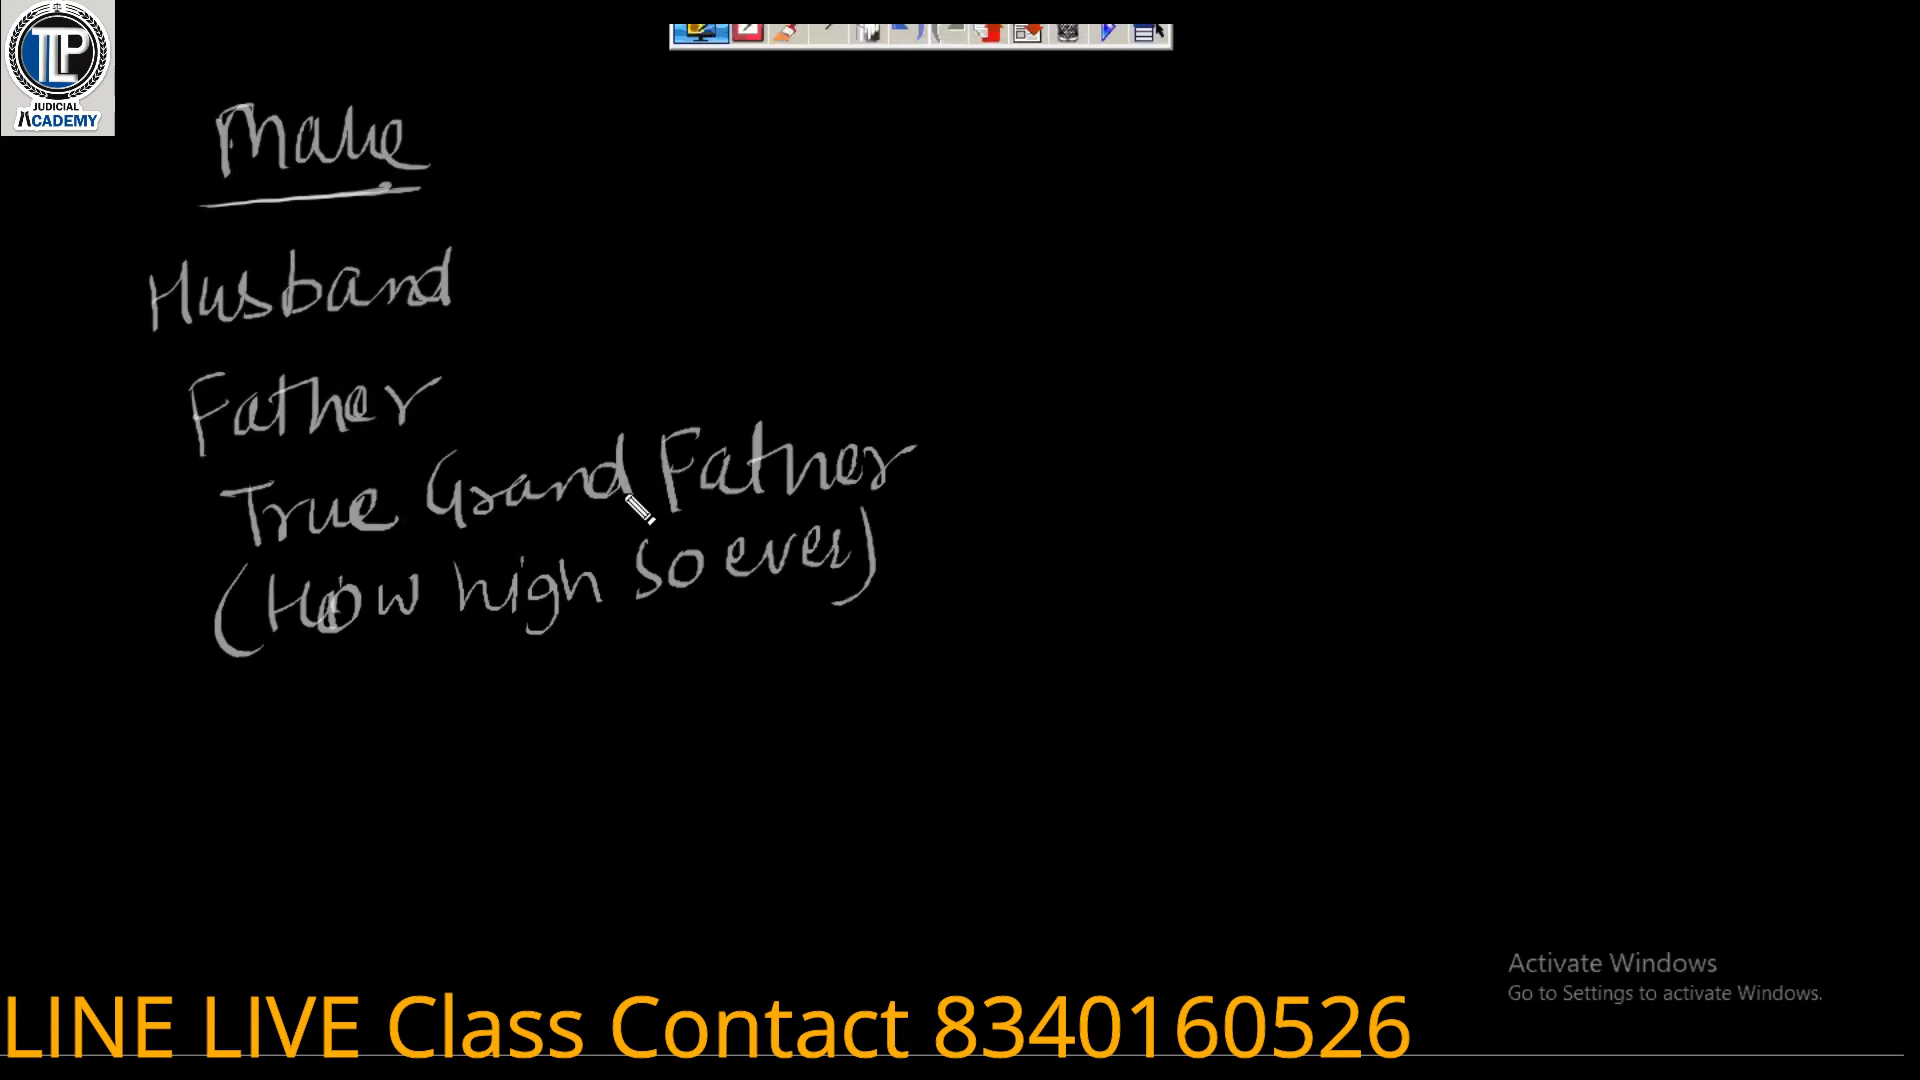 TLP
JUDICIAL
ACADEMY
Male
Husband
Father
True Grand Father
(How high so ever)
Activate Windows
Go to Settings to activate Windows.
LINE LIVE Class Contact 8340160526